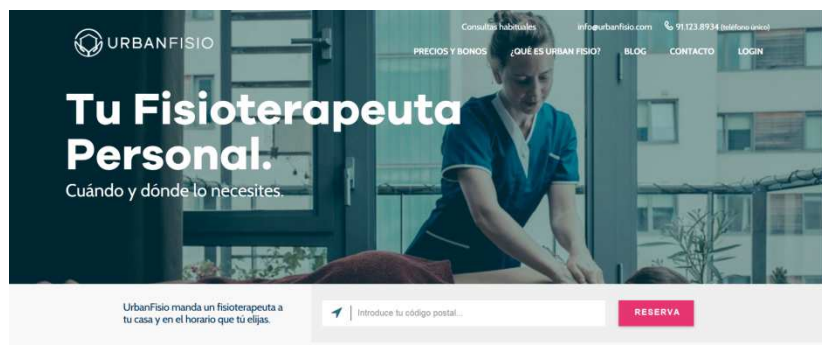 URBANFISIO
Consultas habituales info@urbanfisio.com 91.123.8934 (teléfono único)
PRECIOS Y BONOS ¿QUÉ ES URBAN FISIO? BLOG CONTACTO LOGIN
Tu Fisioterapeuta
Personal.
Cuándo y dónde lo necesites.
UrbanFisio manda un fisioterapeuta a
tu casa y en el horario que tú elijas.
Introduce tu código postal...
RESERVA